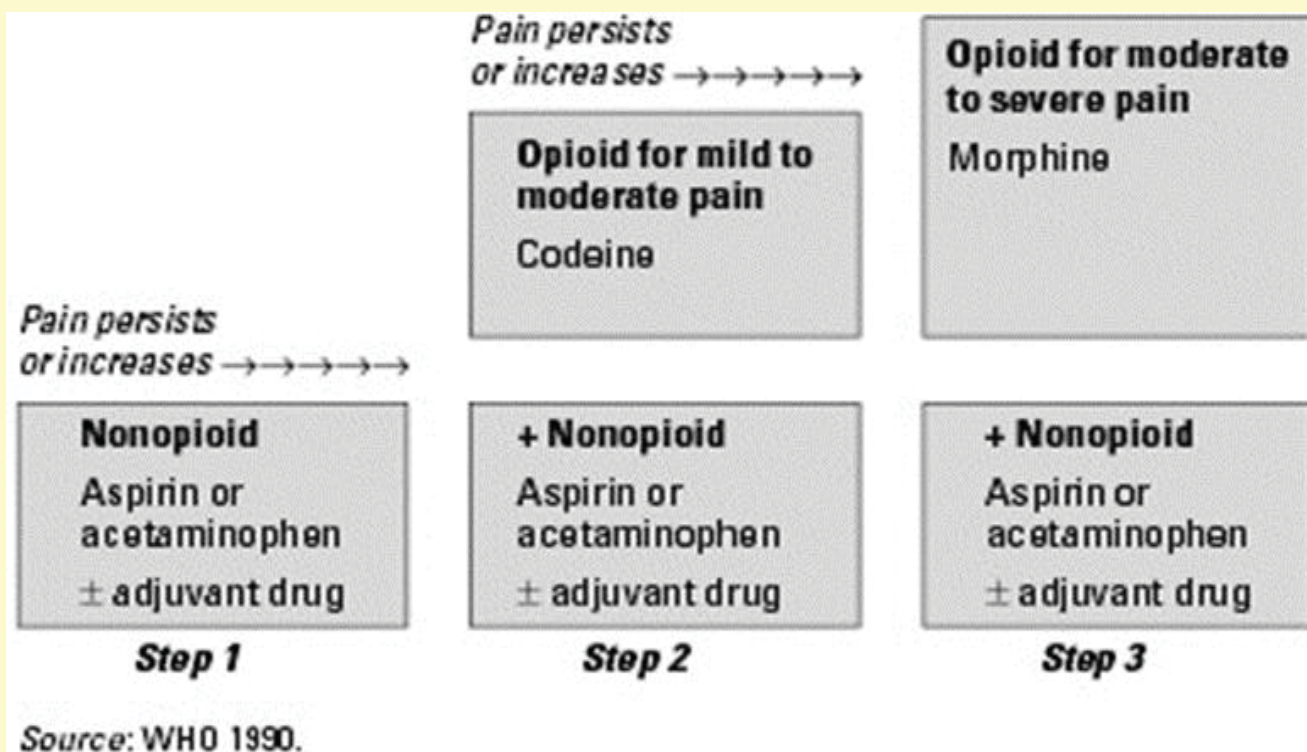 Pain persists
or increases →→→→→
Nonopioid
Aspirin or
acetaminophen
± adjuvant drug
Step 1
Pain persists
or increases →→→→→
Opioid for mild to
moderate pain
Codeine
+ Nonopioid
Aspirin or
acetaminophen
± adjuvant drug
Step 2
Opioid for moderate
to severe pain
Morphine
+ Nonopioid
Aspirin or
acetaminophen
± adjuvant drug
Step 3
Source: WHO 1990.